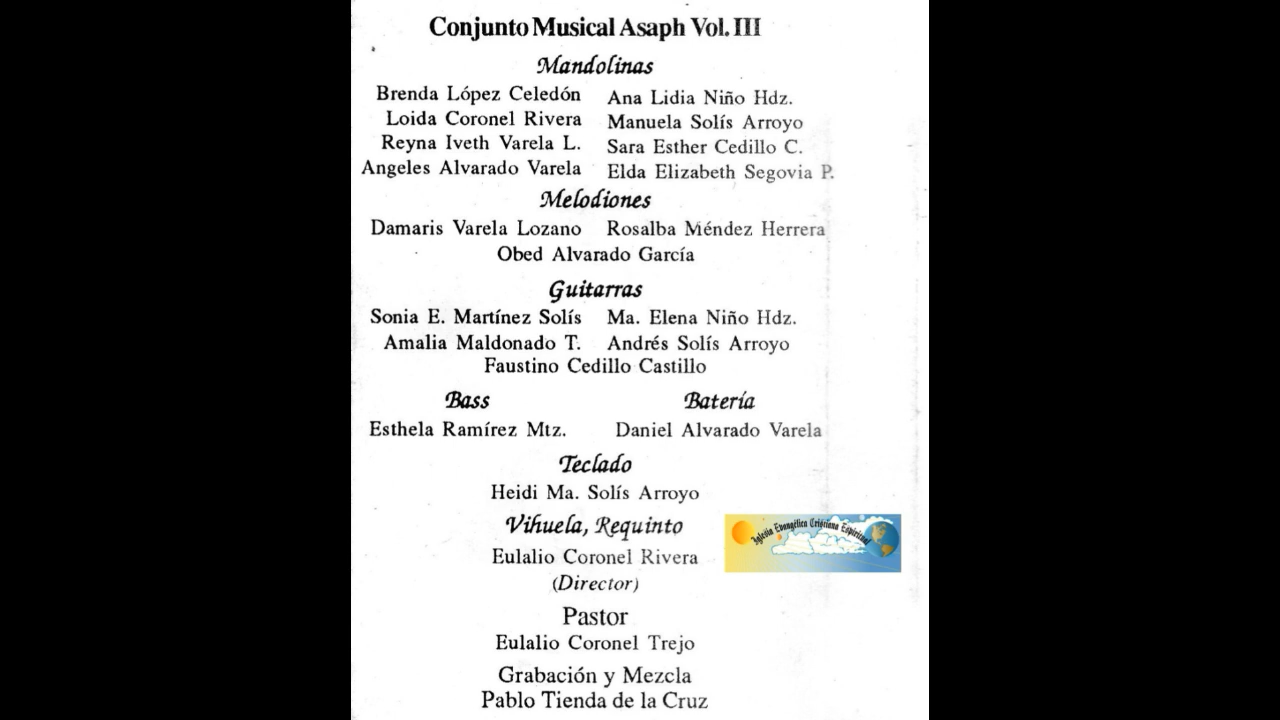 Conjunto Musical Asaph Vol. III
Mandolinas
Brenda López Celedón Ana Lidia Niño Hdz.
Loida Coronel Rivera Manuela Solís Arroyo
Reyna Iveth Varela L. Sara Esther Cedillo C.
Angeles Alvarado Varela Elda Elizabeth Segovia P.
Melodiones
Damaris Varela Lozano Rosalba Méndez Herrera
Obed Alvarado García
Guitarras
Sonia E. Martínez Solís Ma. Elena Niño Hdz.
Amalia Maldonado T. Andrés Solís Arroyo
Faustino Cedillo Castillo
Bass Batería
Esthela Ramírez Mtz. Daniel Alvarado Varela
Teclado
Heidi Ma. Solís Arroyo
Vihuela, Requinto
Iglesia Evangélica Cristiana Espiritual
Eulalio Coronel Rivera
(Director)
Pastor
Eulalio Coronel Trejo
Grabación y Mezcla
Pablo Tienda de la Cruz